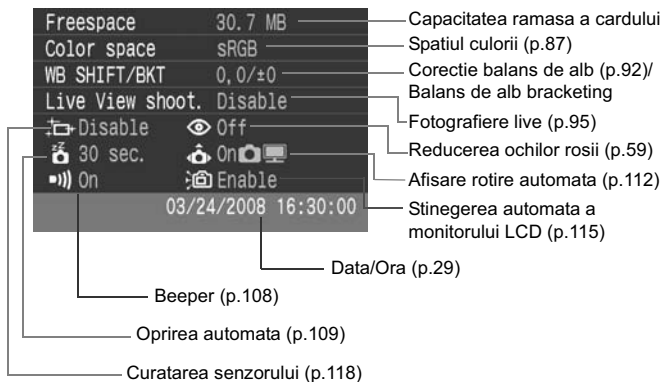 Freespace 30.7 MB
Color space sRGB
WB SHIFT/BKT 0,0/±0
Live View shoot. Disable
Disable Off
30 sec. On
On Enable
03/24/2008 16:30:00
Capacitatea ramasa a cardului
Spatiul culorii (p.87)
Corectie balans de alb (p.92)/
Balans de alb bracketing
Fotografiere live (p.95)
Reducerea ochilor rosii (p.59)
Afisare rotire automata (p.112)
Stinegerea automata a
monitorului LCD (p.115)
Data/Ora (p.29)
Beeper (p.108)
Oprirea automata (p.109)
Curatarea senzorului (p.118)